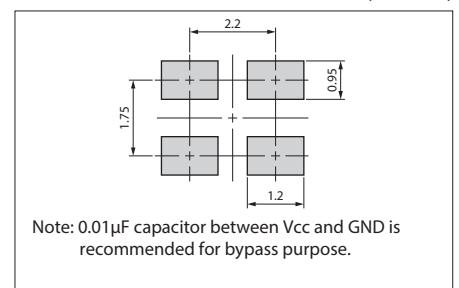 2.2
0.95
1.75
1.2
Note: 0.01µF capacitor between Vcc and GND is
recommended for bypass purpose.